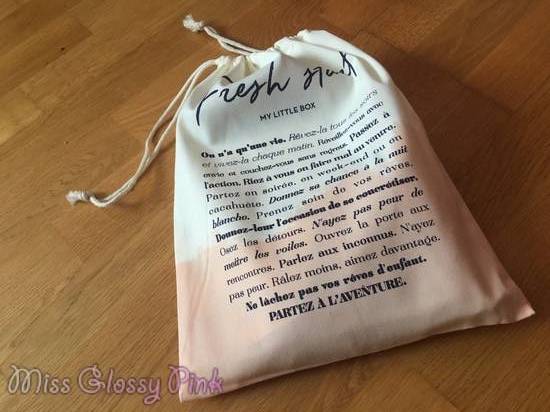 Fresh start
MY LITTLE BOX
On n'a qu'une vie. Rêvez-la tous les soirs
et vivez-la chaque matin. Réveillez-vous avec
envie et couchez-vous sans regrets. Passez à
l'action. Riez à vous en faire mal au ventre.
Partez en soirée, en week-end ou en
cacahuète. Donnez sa chance à la nuit
blanche. Prenez soin de vos rêves.
Donnez-leur l'occasion de se concrétiser.
Osez les détours. N'ayez pas peur de
mettre les voiles. Ouvrez la porte aux
rencontres. Parlez aux inconnus. N'ayez
pas peur. Râlez moins, aimez davantage.
Ne lâchez pas vos rêves d'enfant.
PARTEZ À L'AVENTURE.
Miss Glossy Pink